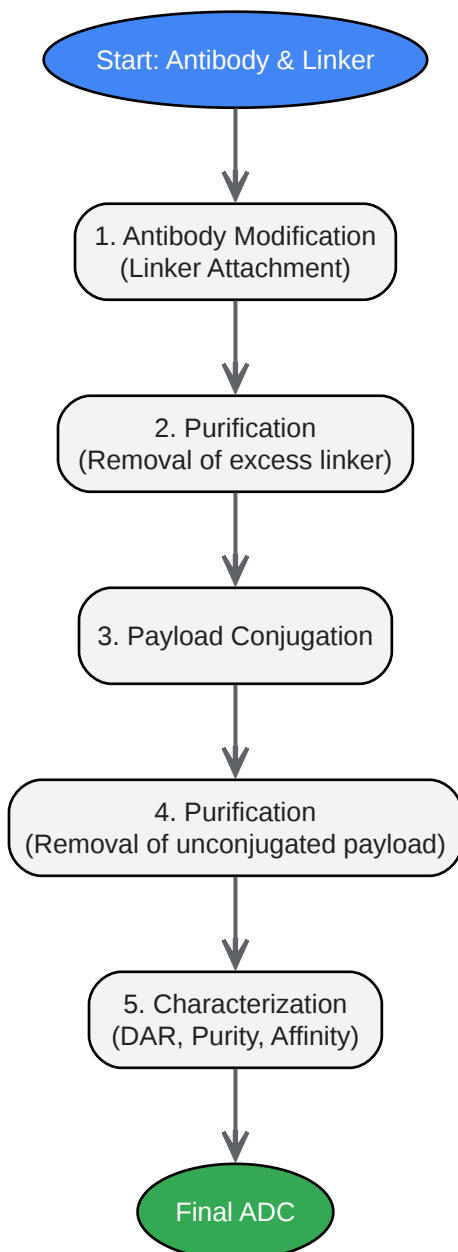 Start: Antibody & Linker
1. Antibody Modification
(Linker Attachment)
2. Purification
(Removal of excess linker)
3. Payload Conjugation
4. Purification
(Removal of unconjugated payload)
5. Characterization
(DAR, Purity, Affinity)
Final ADC